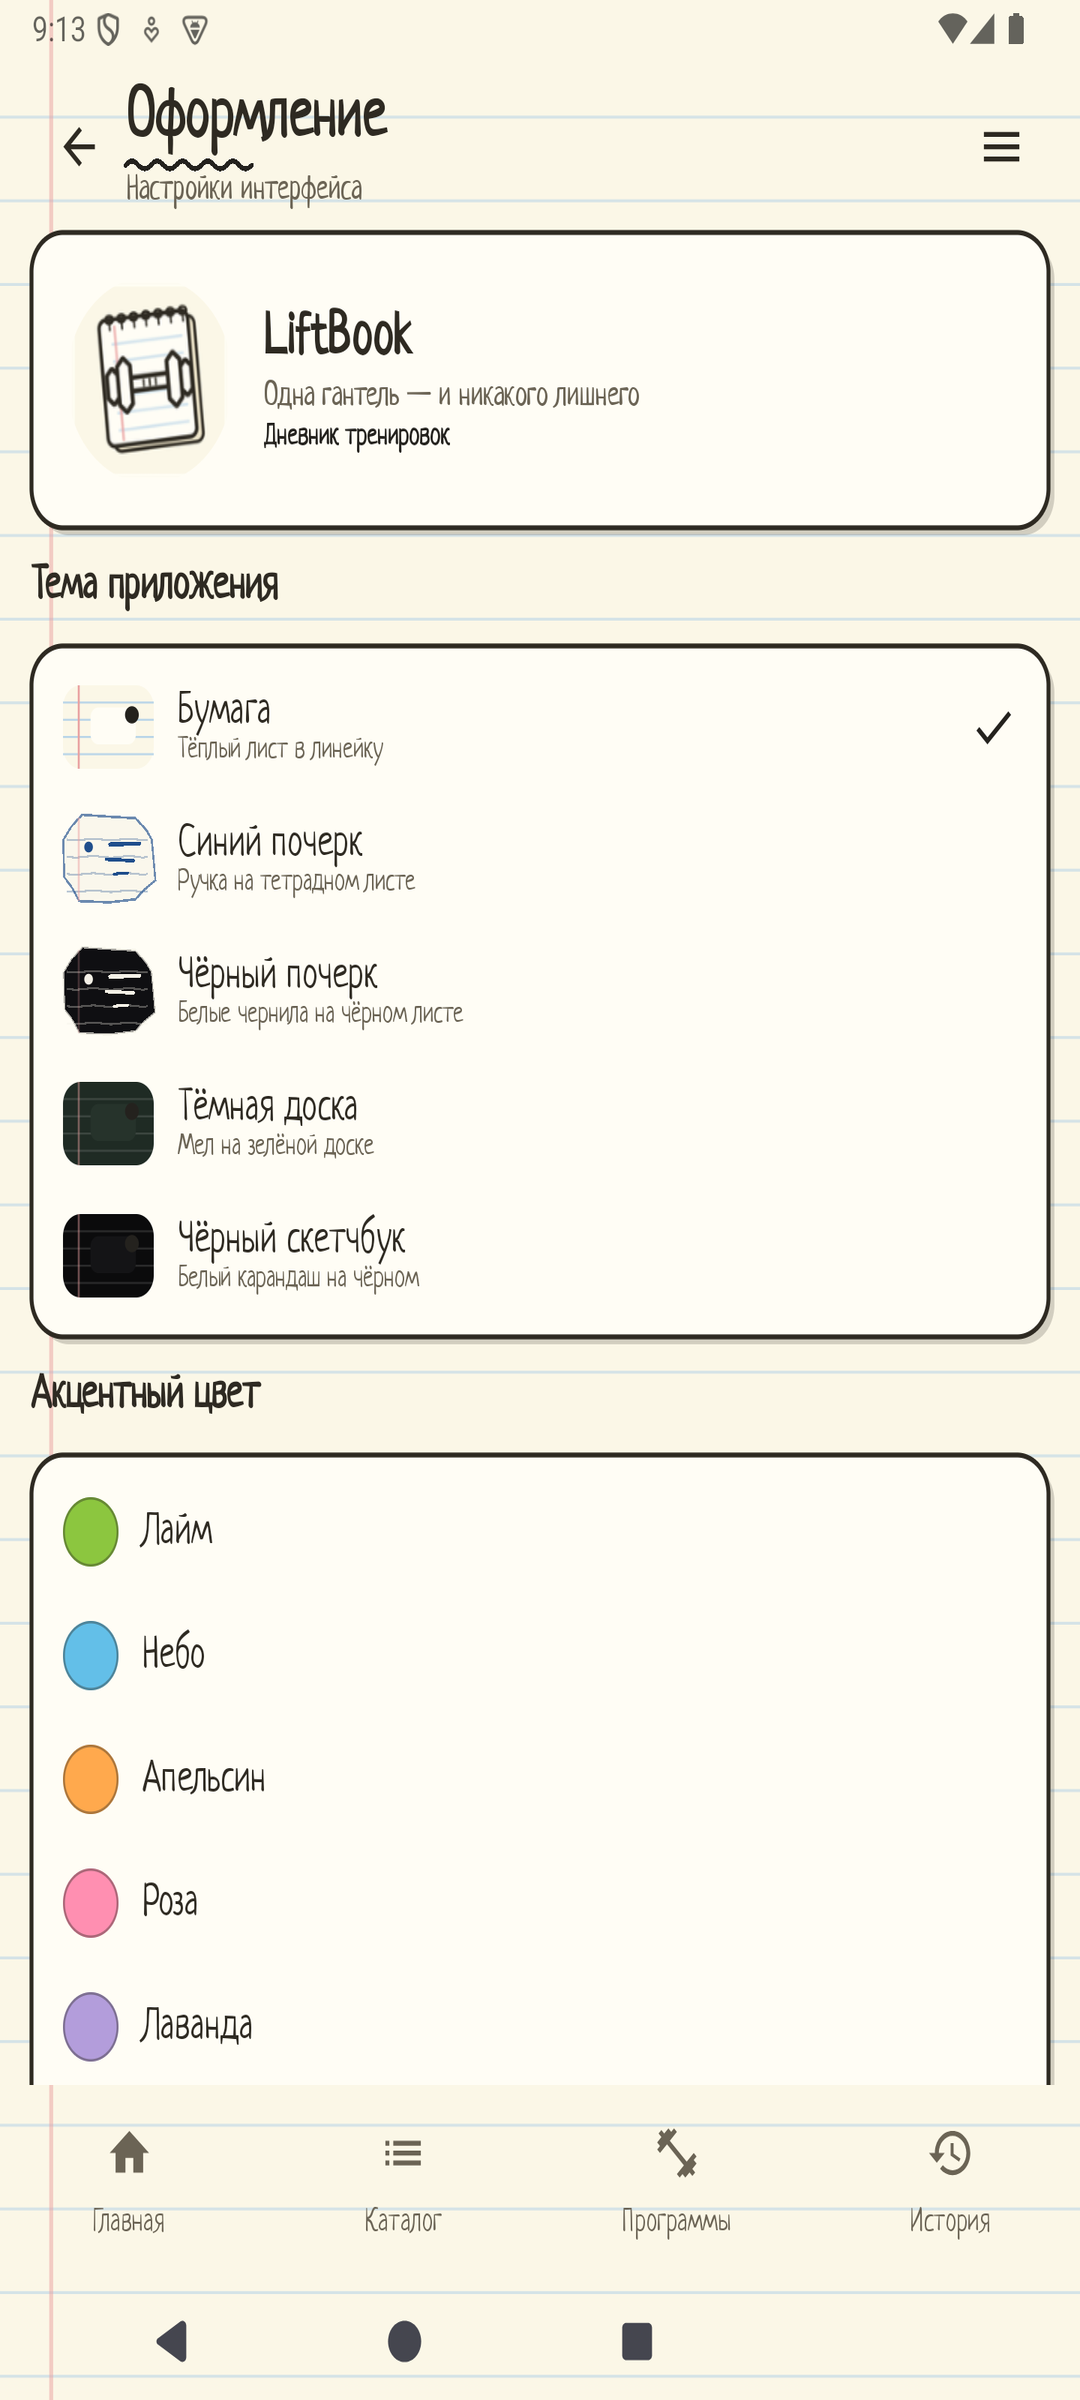 9:13
Оформление
Настройки интерфейса
LiftBook
Одна гантель — и никакого лишнего
Дневник тренировок
Тема приложения
Бумага
Тёплый лист в линейку
Синий почерк
Ручка на тетрадном листе
Чёрный почерк
Белые чернила на чёрном листе
Тёмная доска
Мел на зелёной доске
Чёрный скетчбук
Белый карандаш на чёрном
Акцентный цвет
Лайм
Небо
Апельсин
Роза
Лаванда
Главная
Каталог
Программы
История